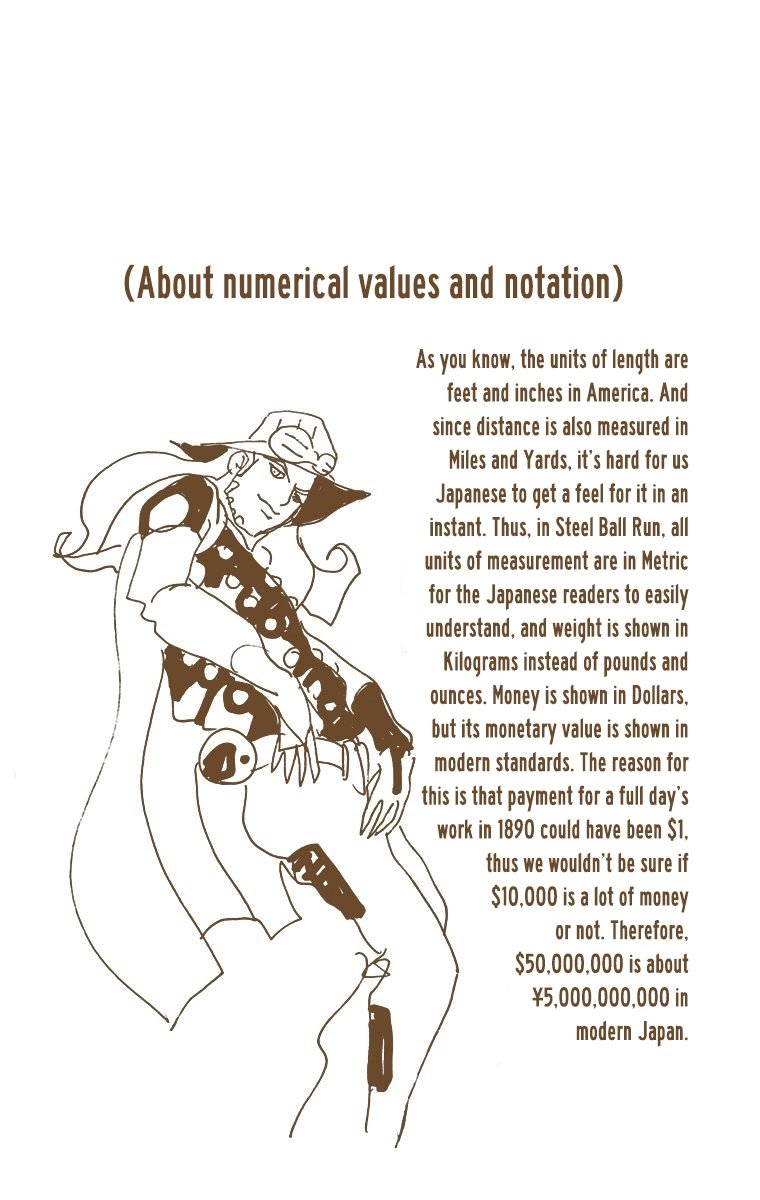 (About numerical values and notation)
As you know, the units of length are
feet and inches in America. And
since distance is also measured in
Miles and Yards, it's hard for us
Japanese to get a feel for it in an
instant. Thus, in Steel Ball Run, all
units of measurement are in Metric
for the Japanese readers to easily
understand, and weight is shown in
Kilograms instead of pounds and
ounces. Money is shown in Dollars,
but its monetary value is shown in
modern standards. The reason for
this is that payment for a full day's
work in 1890 could have been $1,
thus we wouldn't be sure if
$10,000 is a lot of money
or not. Therefore,
$50,000,000 is about
¥5,000,000,000 in
modern Japan.